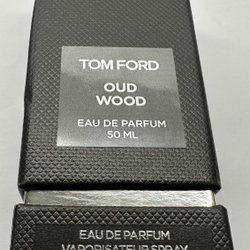 TOM FORD
OUD
WOOD
EAU DE PARFUM
50 ML
EAU DE PARFUM
VAPORISATEUR SPRAY